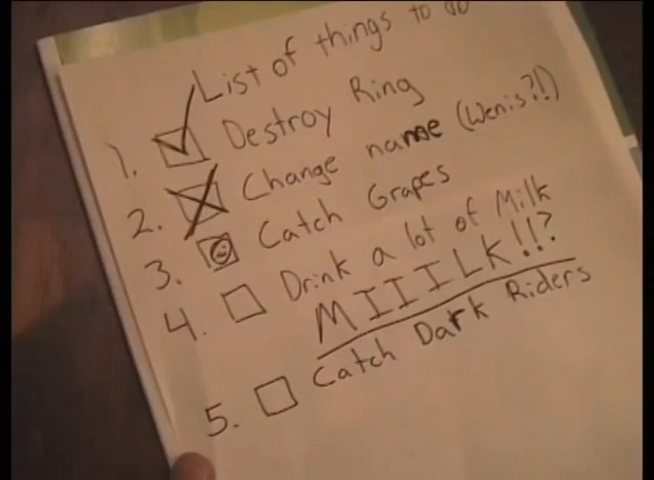 List of things to do
1. Destroy Ring
2. Change name (Wenis?!)
3. Catch Grapes
4. Drink a lot of Milk
MIIILK!!?
5. Catch Dark Riders